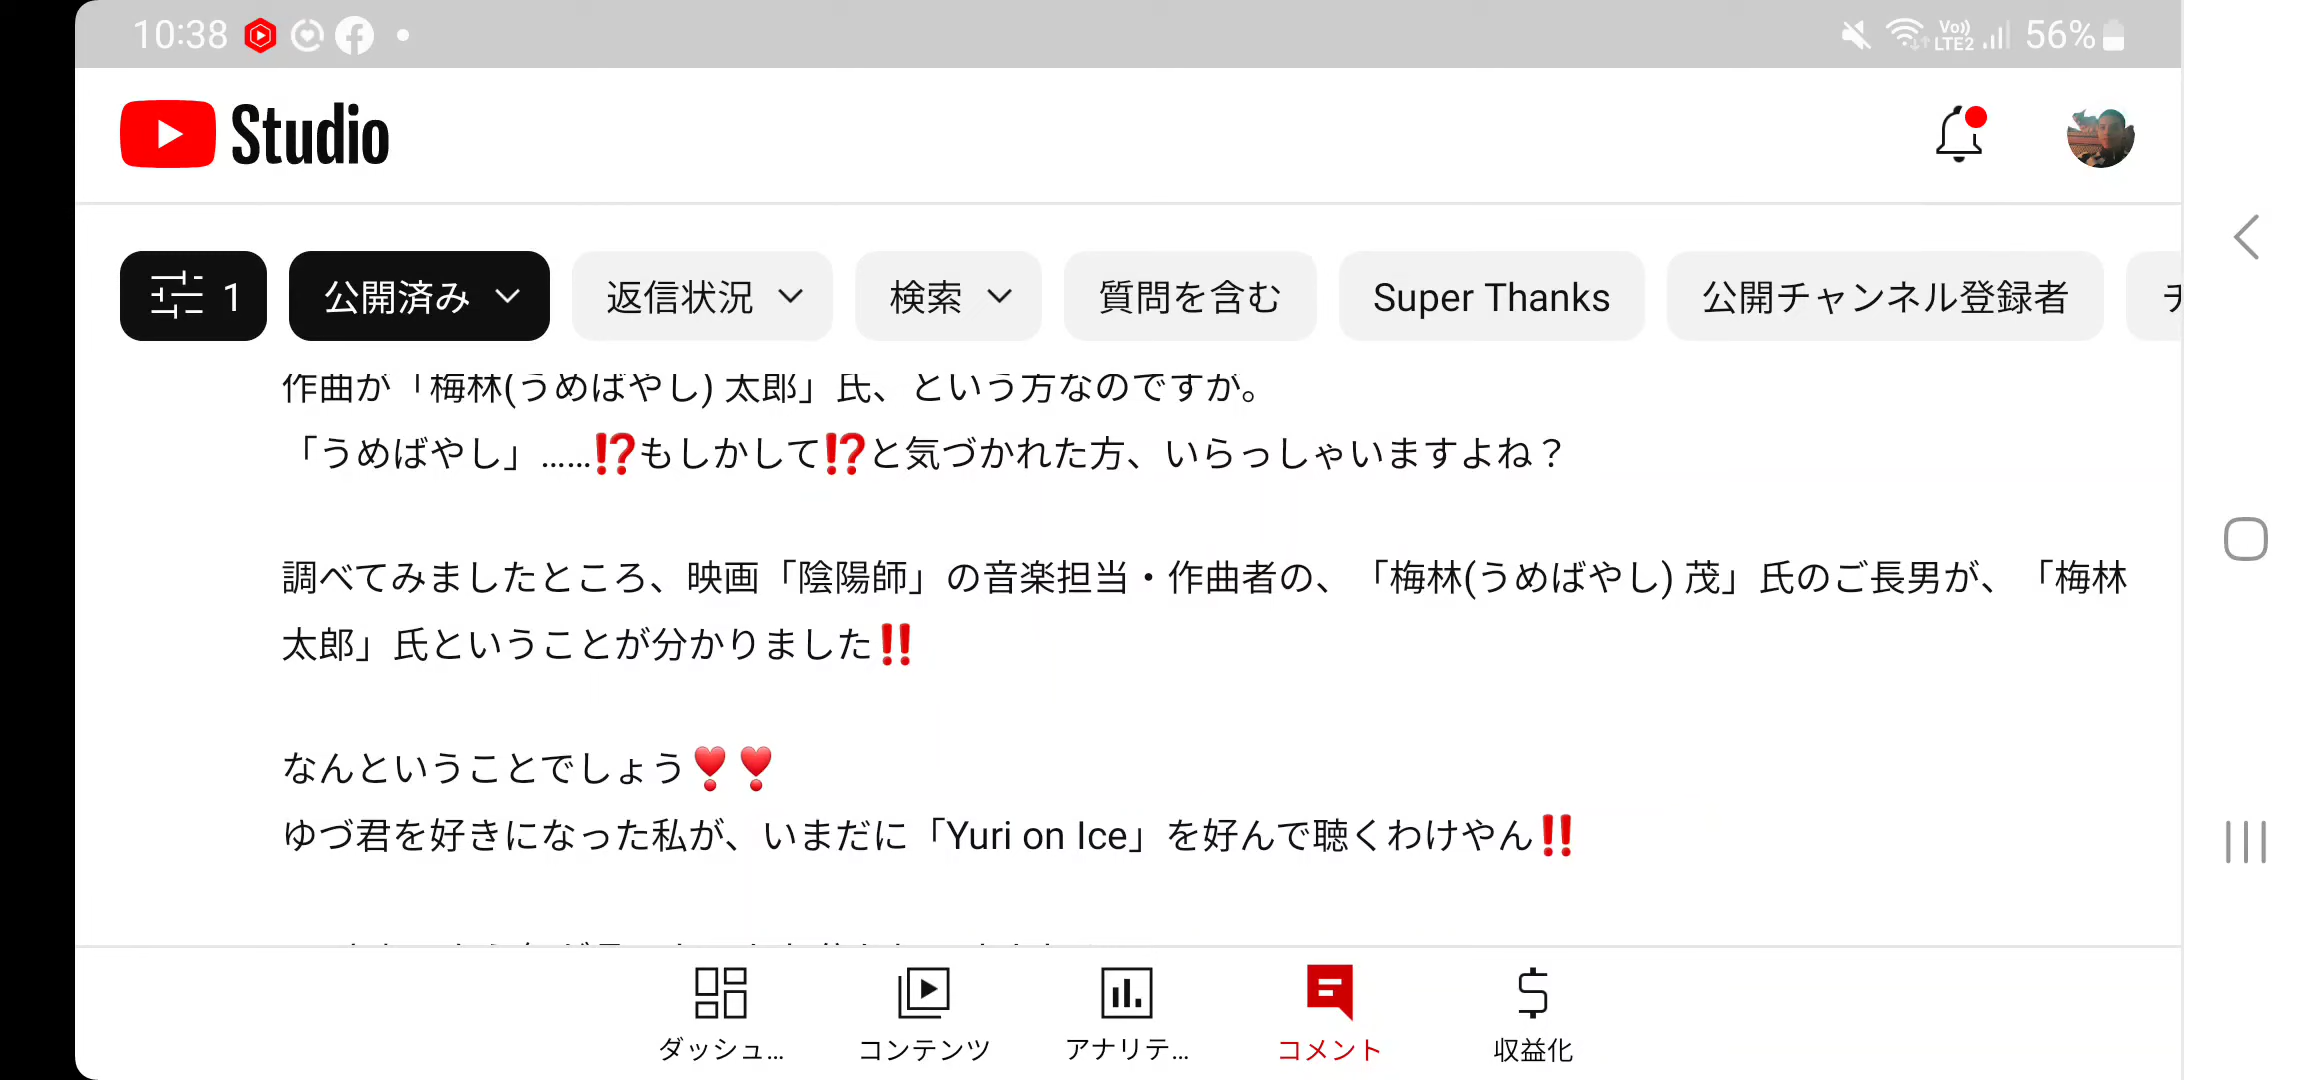 10:38 Vo)) LTE2 56%
Studio
1 公開済み 返信状況 検索 質問を含む Super Thanks 公開チャンネル登録者
作曲が「梅林(うめばやし) 太郎」氏、という方なのですが。
「うめばやし」……⁉️もしかして⁉️と気づかれた方、いらっしゃいますよね？
調べてみましたところ、映画「陰陽師」の音楽担当・作曲者の、「梅林(うめばやし) 茂」氏のご長男が、「梅林
太郎」氏ということが分かりました‼️
なんということでしょう❣️❣️
ゆづ君を好きになった私が、いまだに「Yuri on Ice」を好んで聴くわけやん‼️
ダッシュ... コンテンツ アナリテ... コメント 収益化